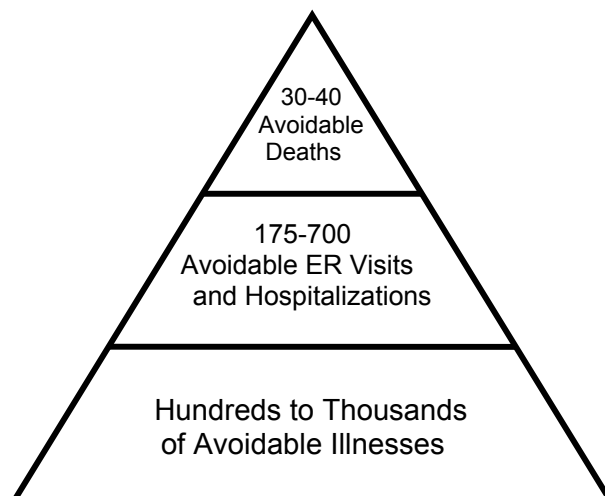 30-40
Avoidable
Deaths
175-700
Avoidable ER Visits
and Hospitalizations
Hundreds to Thousands
of Avoidable Illnesses